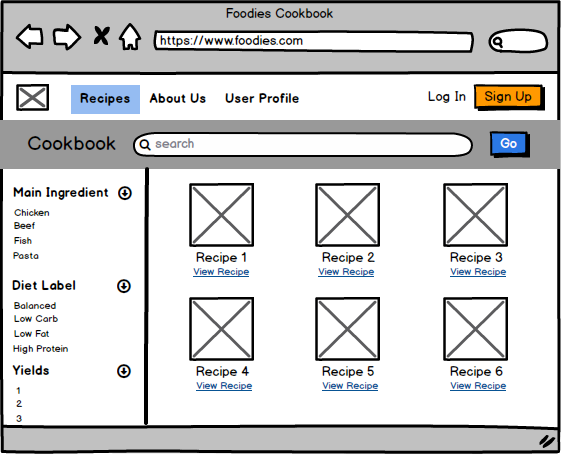 Foodies Cookbook
https://www.foodies.com
Recipes About Us User Profile Log In Sign Up
Cookbook search Go
Main Ingredient
Chicken
Beef
Fish
Pasta
Diet Label
Balanced
Low Carb
Low Fat
High Protein
Yields
1
2
3
Recipe 1 Recipe 2 Recipe 3
View Recipe View Recipe View Recipe
Recipe 4 Recipe 5 Recipe 6
View Recipe View Recipe View Recipe